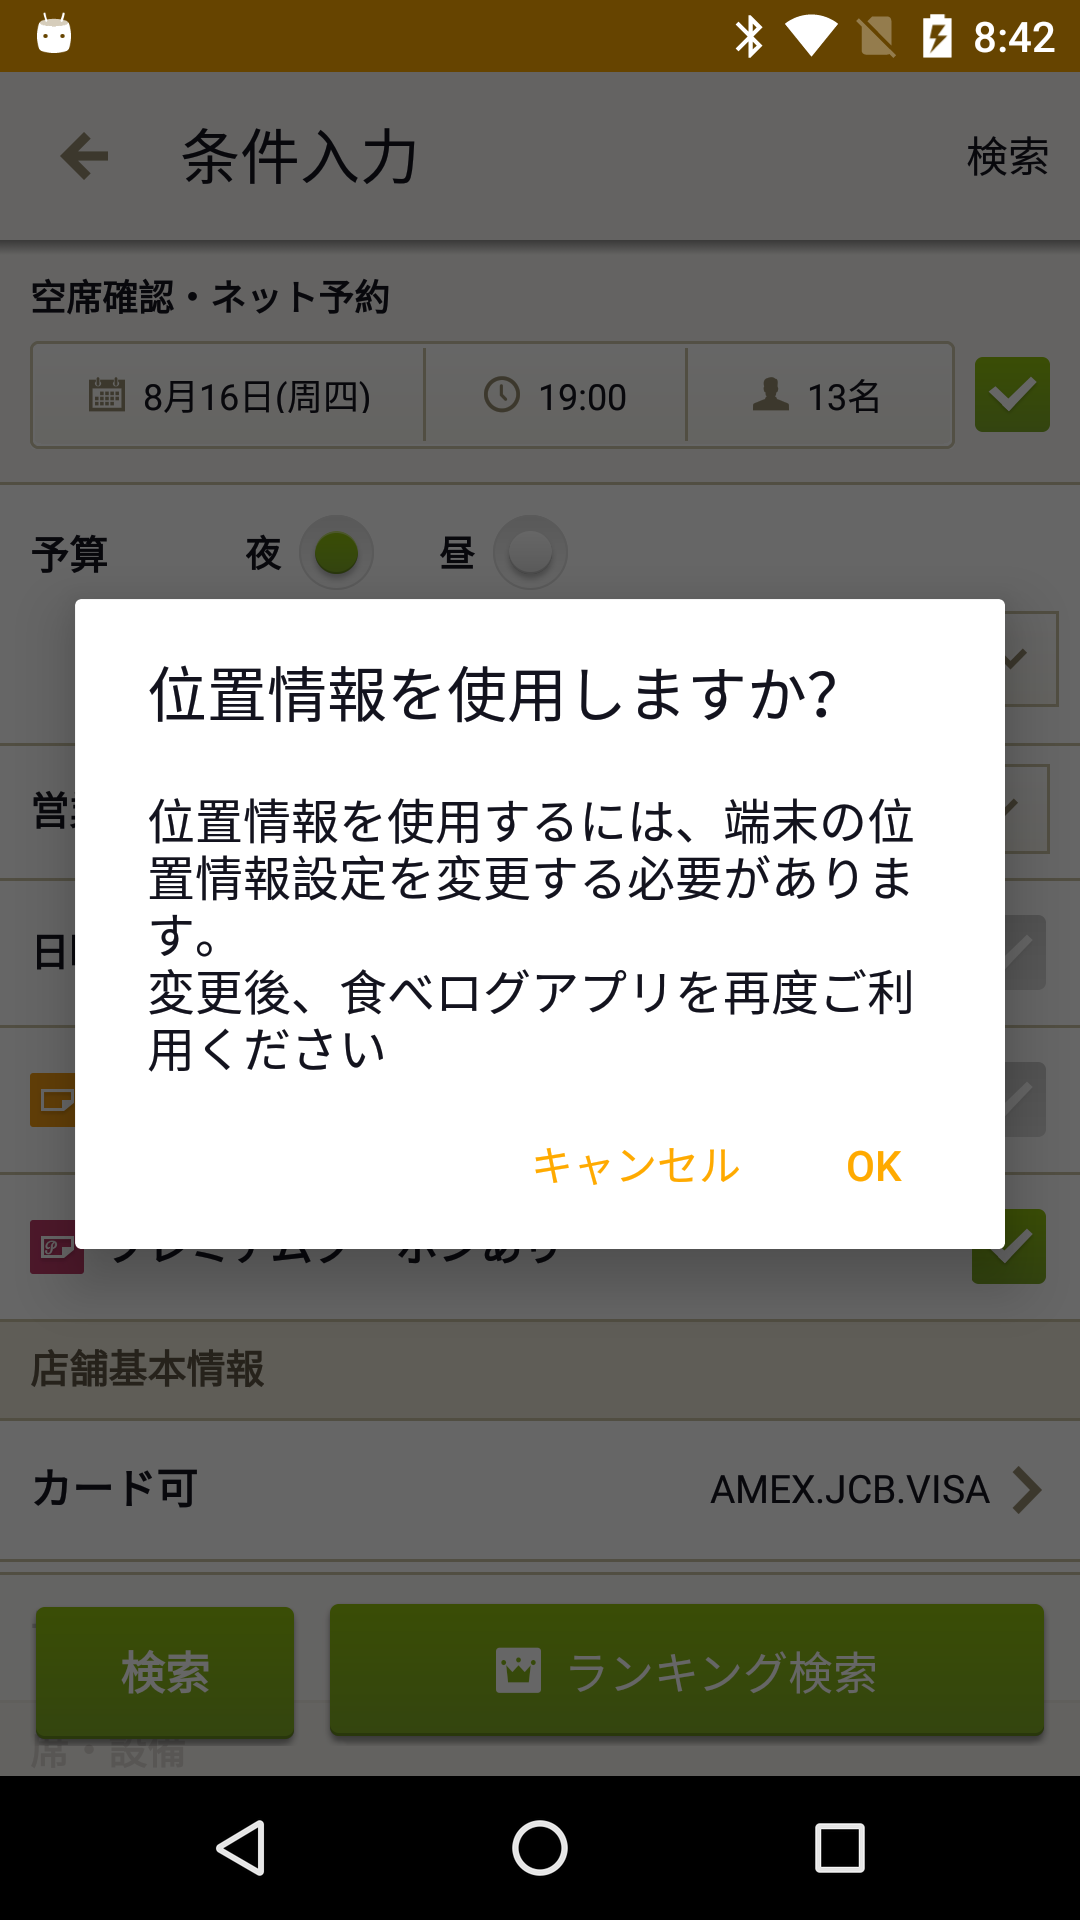 8:42
条件入力
検索
空席確認・ネット予約
8月16日(周四)
19:00
13名
予算
夜
昼
位置情報を使用しますか？
位置情報を使用するには、端末の位
置情報設定を変更する必要がありま
す。
変更後、食べログアプリを再度ご利
用ください
キャンセル
OK
店舗基本情報
カード可
AMEX.JCB.VISA
検索
ランキング検索
席・設備